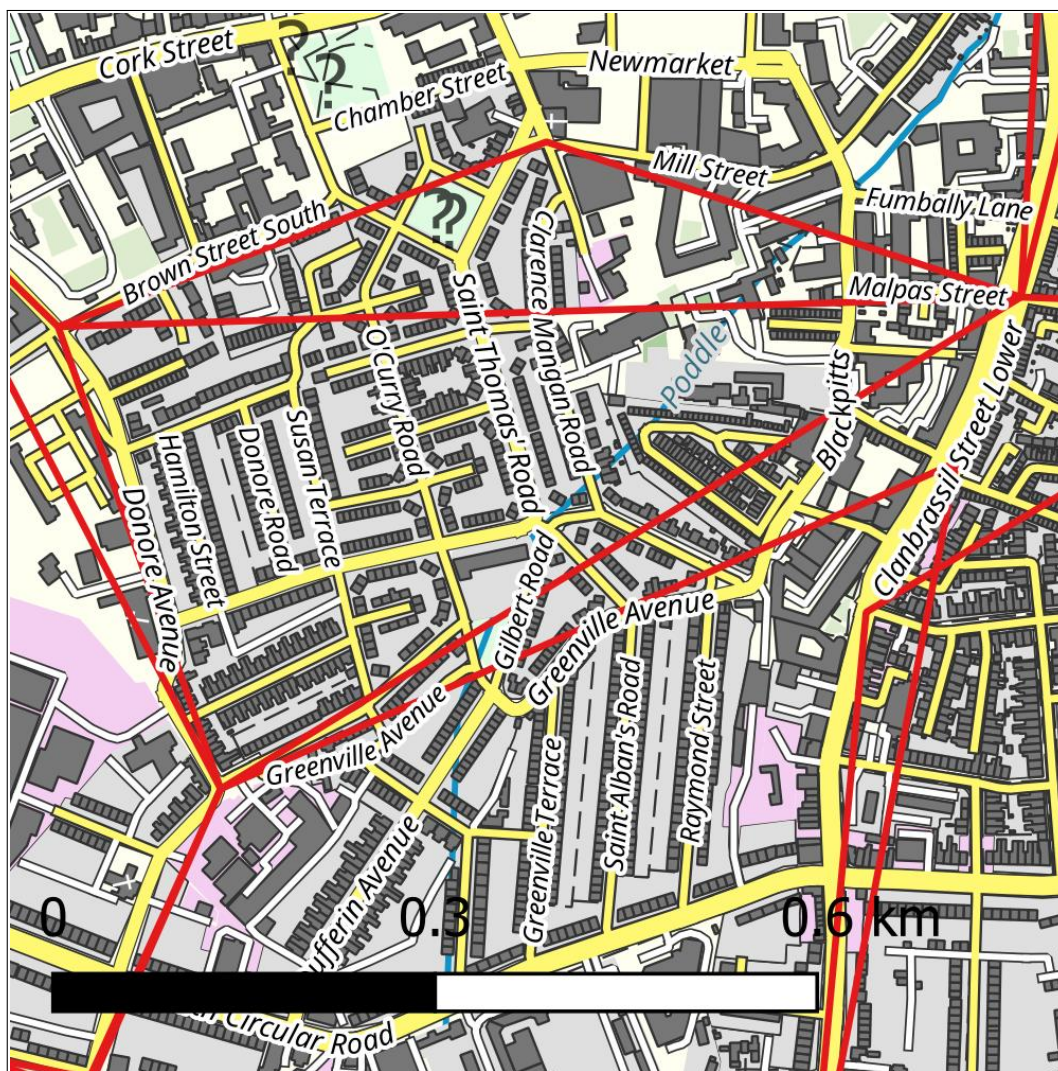 Cork Street
?
?
Chamber Street
Newmarket
Mill Street
Fumbally Lane
??
Brown Street South
Clarence Mangan Road
Saint Thomas' Road
Malpas Street
Poddle
O'Curry Road
Blackpitts
Clanbrassil Street Lower
Susan Terrace
Donore Road
Hamilton Street
Donore Avenue
Gilbert Road
Greenville Avenue
Greenville Avenue
Saint Alban's Road
Raymond Street
Greenville Terrace
ufferin Avenue
0
0.3
0.6 km
Circular Road